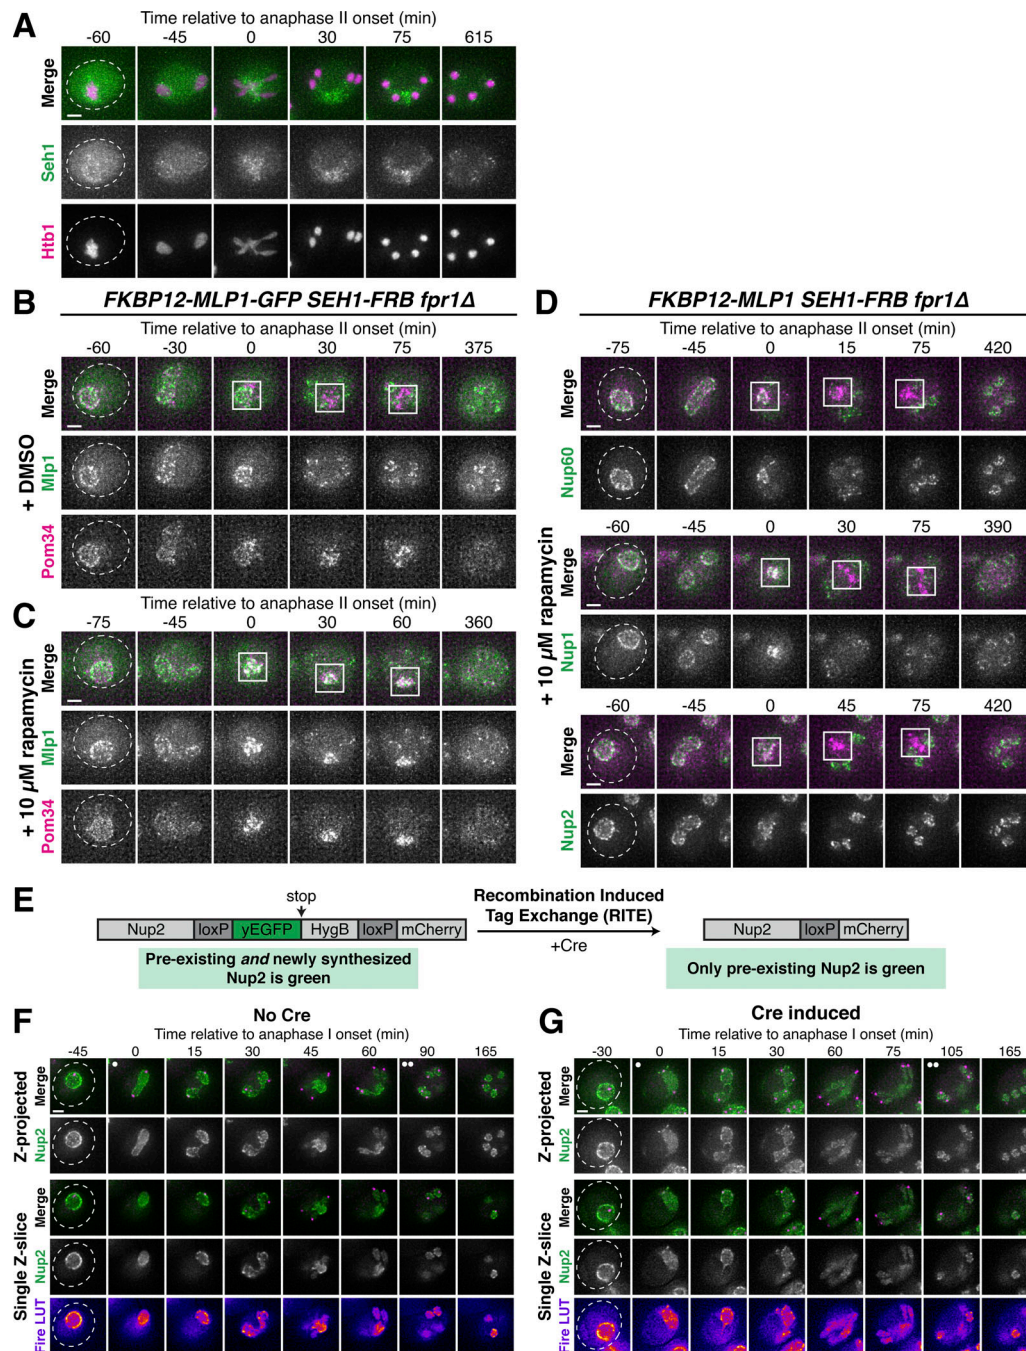 A
Time relative to anaphase II onset (min)
-60 -45 0 30 75 615
Merge
Seh1
Htb1
B
FKBP12-MLP1-GFP SEH1-FRB fpr1Δ
Time relative to anaphase II onset (min)
-60 -30 0 30 75 375
+ DMSO
Merge
Mlp1
Pom34
C
Time relative to anaphase II onset (min)
-75 -45 0 30 60 360
+ 10 µM rapamycin
Merge
Mlp1
Pom34
D
FKBP12-MLP1 SEH1-FRB fpr1Δ
Time relative to anaphase II onset (min)
-75 -45 0 15 75 420
+ 10 µM rapamycin
Merge
Nup60
-60 -45 0 30 75 390
Merge
Nup1
-60 -45 0 45 75 420
Merge
Nup2
E
stop
Nup2 loxP yEGFP HygB loxP mCherry
Pre-existing and newly synthesized
Nup2 is green
Recombination Induced
Tag Exchange (RITE)
+Cre
Nup2 loxP mCherry
Only pre-existing Nup2 is green
F
No Cre
Time relative to anaphase I onset (min)
-45 0 15 30 45 60 90 165
Z-projected
Merge
Nup2
Single Z-slice
Merge
Nup2
Fire LUT
G
Cre induced
Time relative to anaphase I onset (min)
-30 0 15 30 60 75 105 165
Z-projected
Merge
Nup2
Single Z-slice
Merge
Nup2
Fire LUT